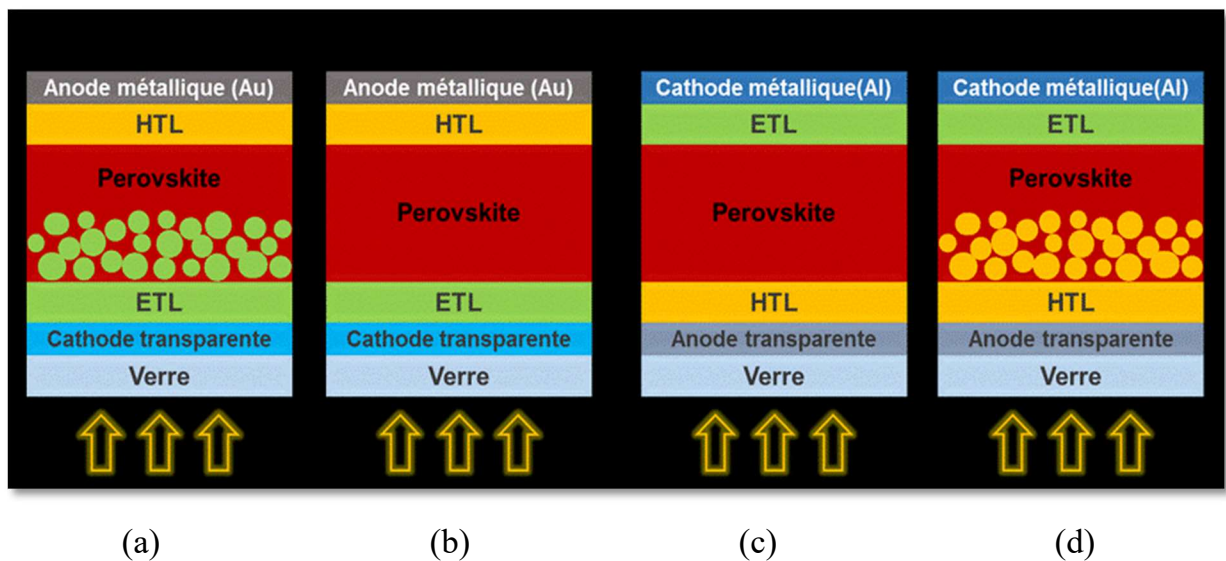 Anode métallique (Au)
HTL
Perovskite
ETL
Cathode transparente
Verre
Anode métallique (Au)
HTL
Perovskite
ETL
Cathode transparente
Verre
Cathode métallique(Al)
ETL
Perovskite
HTL
Anode transparente
Verre
Cathode métallique(Al)
ETL
Perovskite
HTL
Anode transparente
Verre
(a) (b) (c) (d)